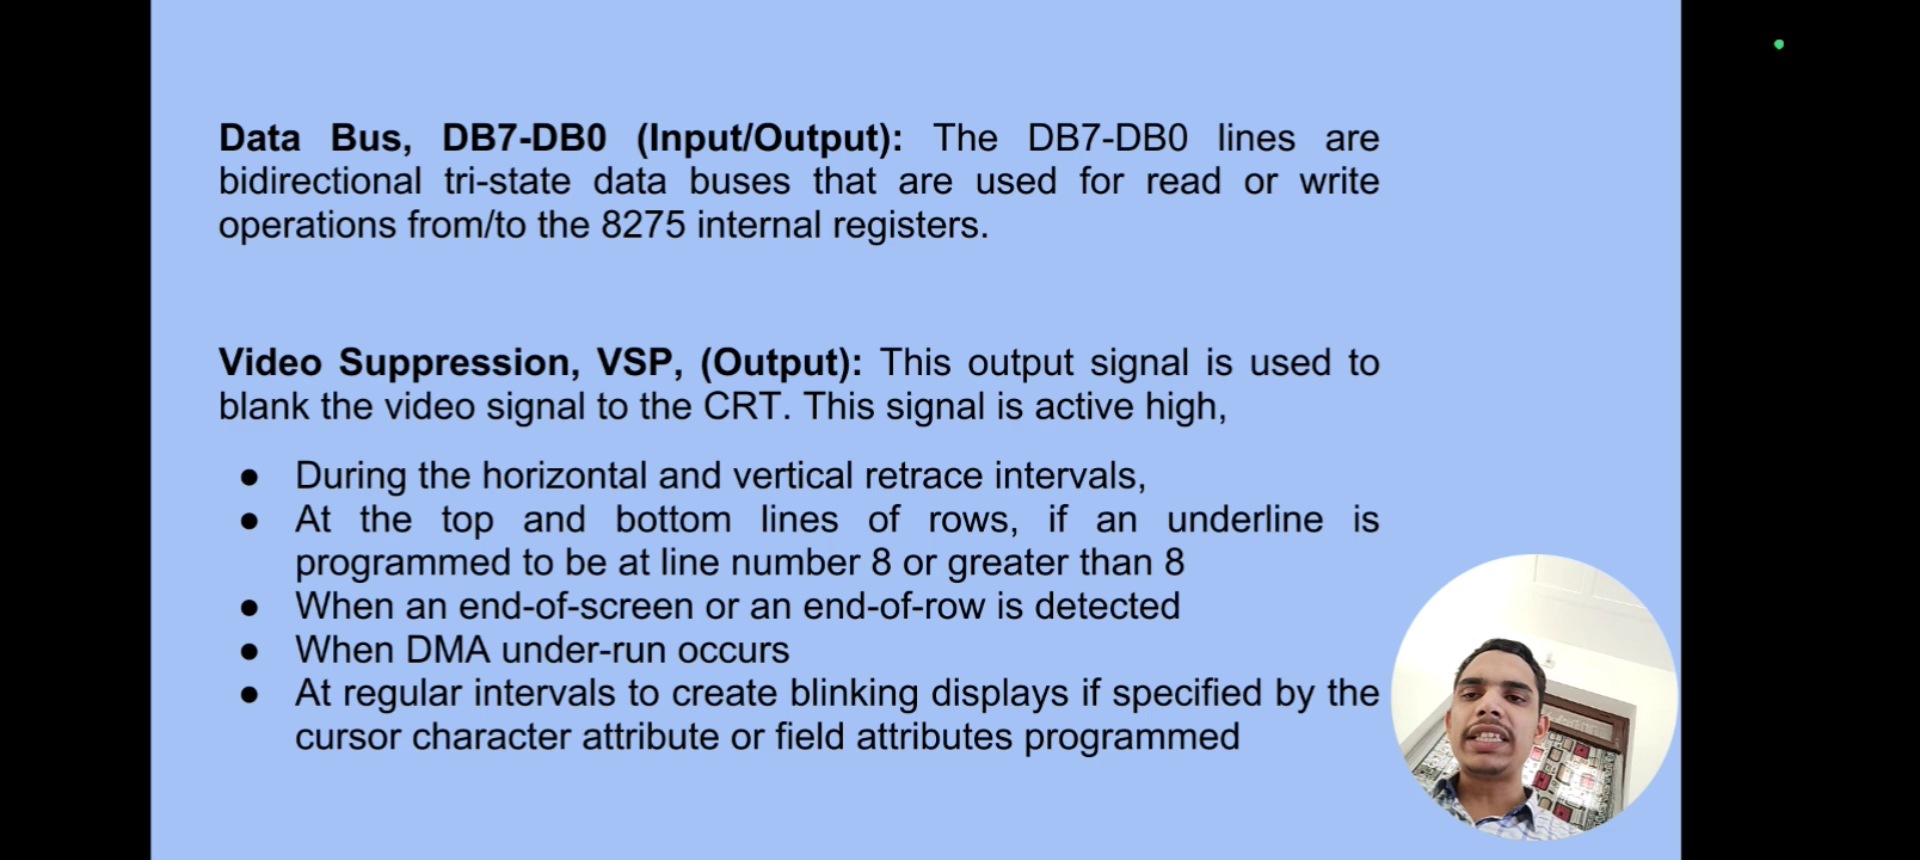 Data Bus, DB7-DB0 (Input/Output): The DB7-DB0 lines are
bidirectional tri-state data buses that are used for read or write
operations from/to the 8275 internal registers.
Video Suppression, VSP, (Output): This output signal is used to
blank the video signal to the CRT. This signal is active high,
● During the horizontal and vertical retrace intervals,
● At the top and bottom lines of rows, if an underline is
programmed to be at line number 8 or greater than 8
● When an end-of-screen or an end-of-row is detected
● When DMA under-run occurs
● At regular intervals to create blinking displays if specified by the
cursor character attribute or field attributes programmed